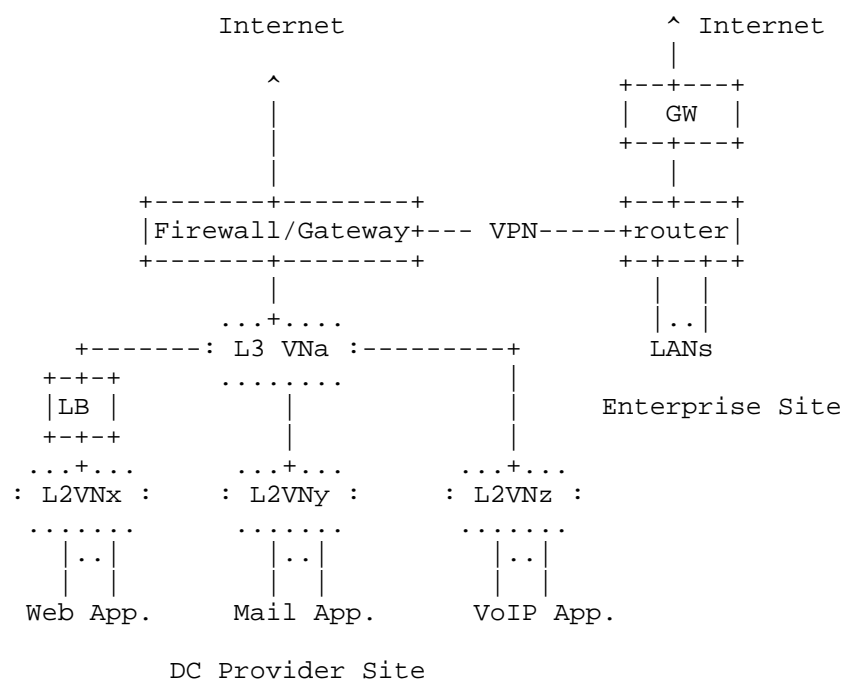 Internet ^ Internet
GW
Firewall/Gateway VPN router
L3 VNa LANs
LB Enterprise Site
L2VNx L2VNy L2VNz
Web App. Mail App. VoIP App.
DC Provider Site